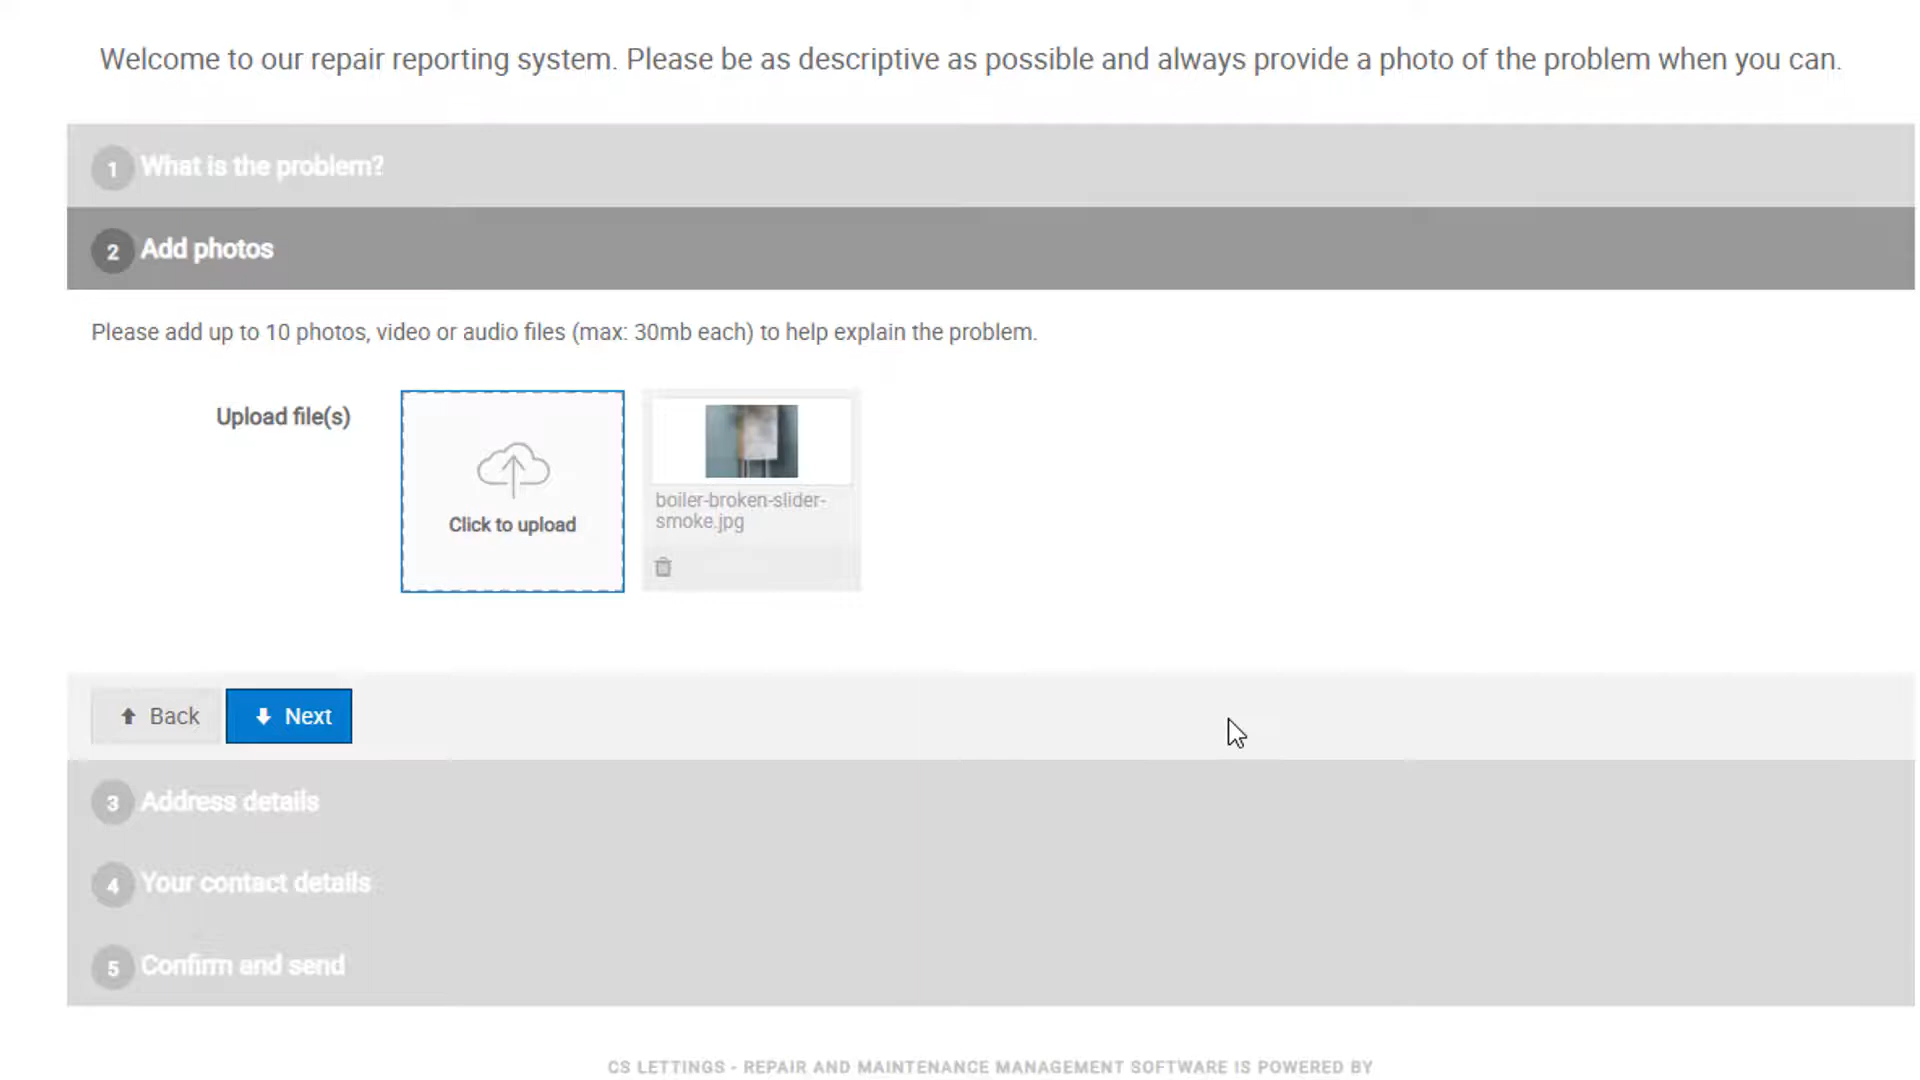 Welcome to our repair reporting system. Please be as descriptive as possible and always provide a photo of the problem when you can.
1 What is the problem?
2 Add photos
Please add up to 10 photos, video or audio files (max: 30mb each) to help explain the problem.
Upload file(s)
Click to upload
boiler-broken-slider-
smoke.jpg
Back
Next
3 Address details
4 Your contact details
5 Confirm and send
CS LETTINGS - REPAIR AND MAINTENANCE MANAGEMENT SOFTWARE IS POWERED BY